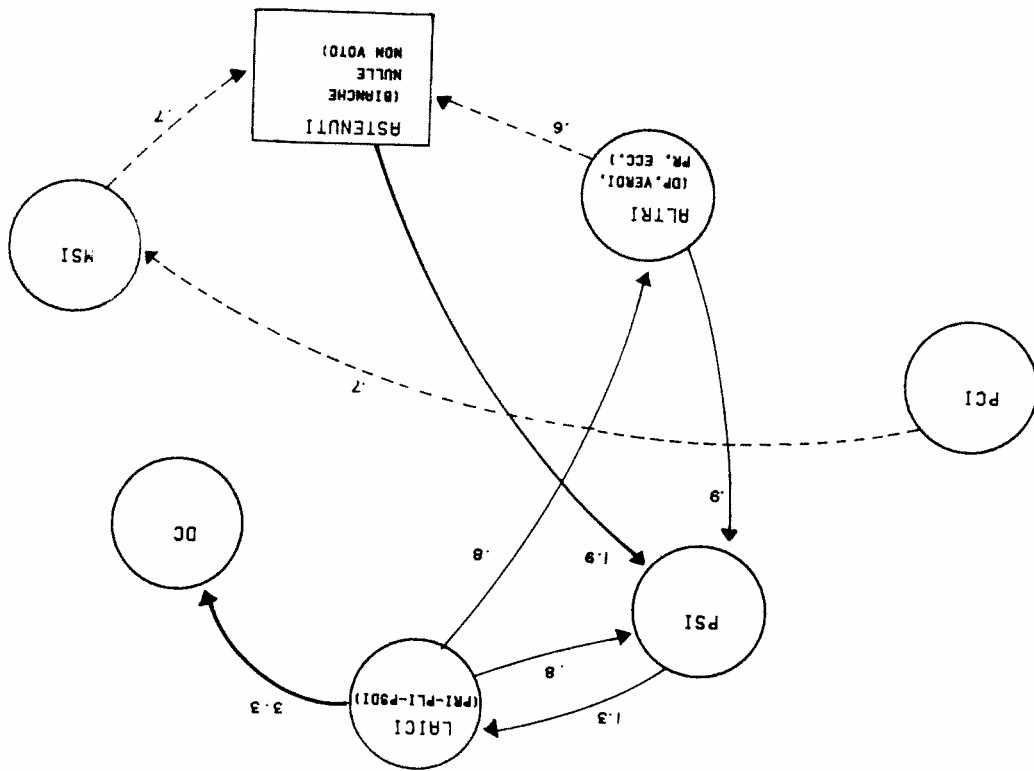 LAICI
(PRI-PLI-PSDI)
1.3
3.3
.8
PSI
1.9
.8
DC
.9
PCI
.7
MSI
ALTRI
(DP.VERDI,
PR, ECC.)
.6
ASTENUTI
(BIANCHE
NULLE
NON VOTO)
.7